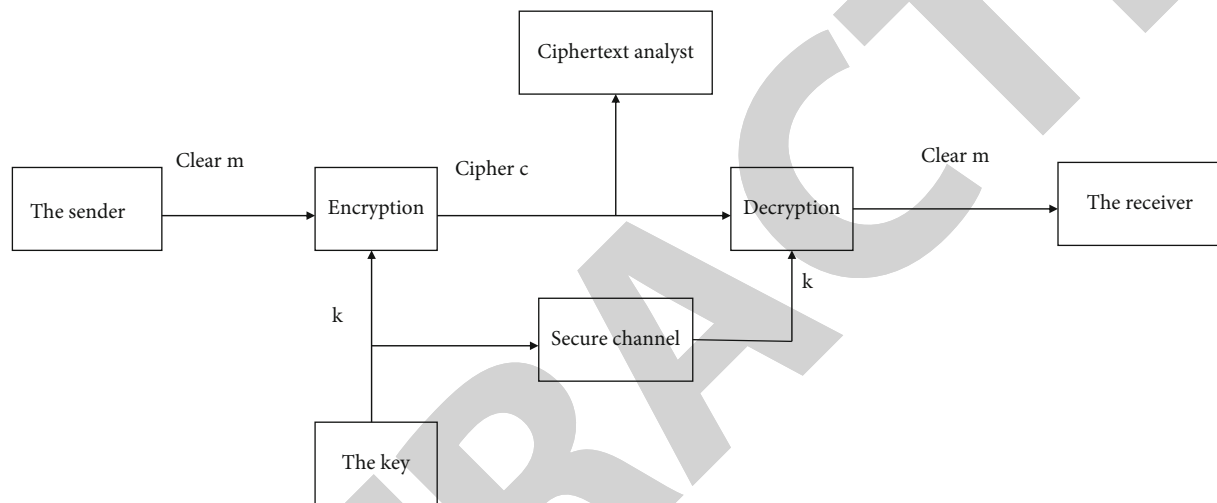 Ciphertext analyst
Clear m
Cipher c
Clear m
The sender
Encryption
Decryption
The receiver
k
k
Secure channel
The key